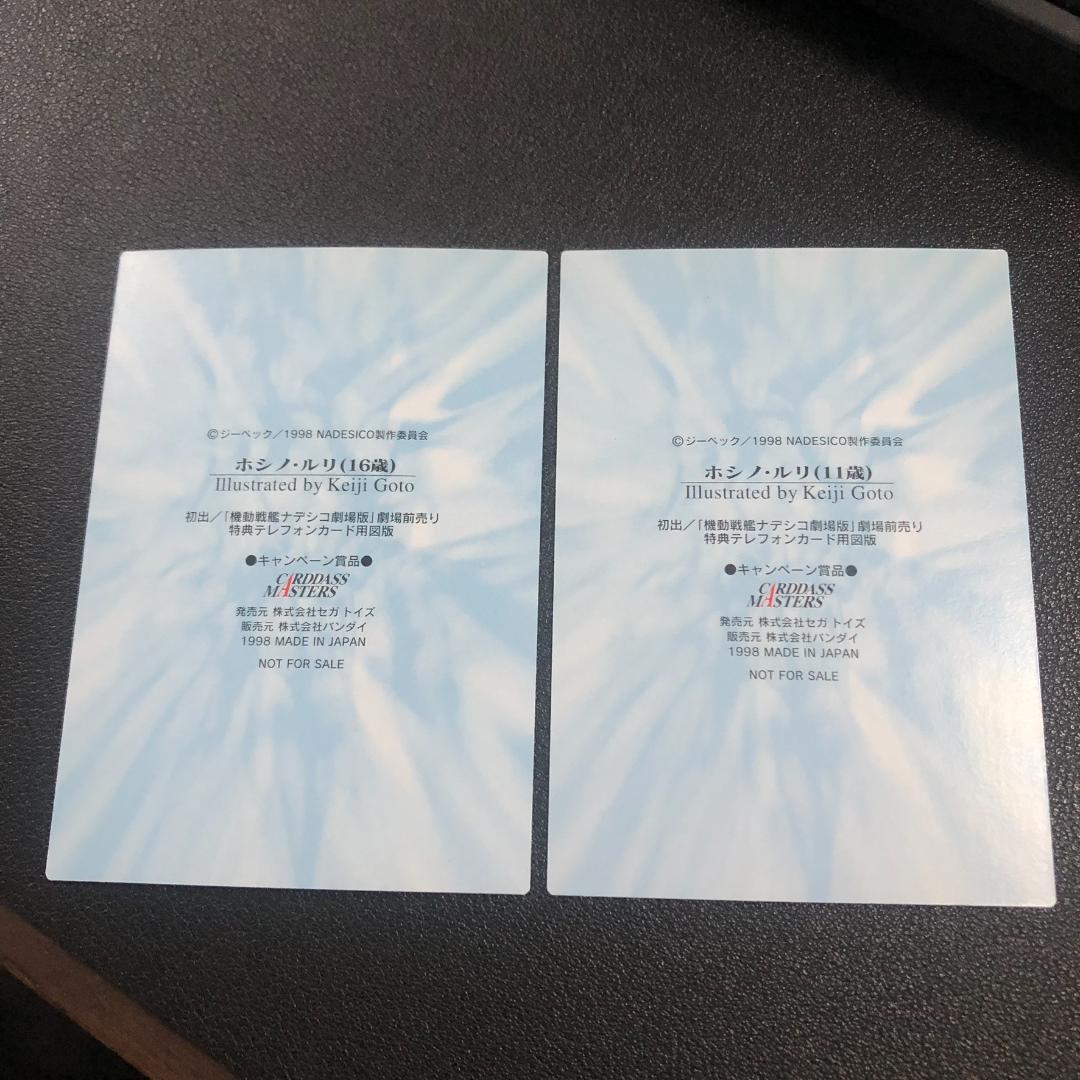 ©ジーベック／1998 NADESICO製作委員会
ホシノ・ルリ(16歳)
Illustrated by Keiji Goto
初出／「機動戦艦ナデシコ劇場版」劇場前売り
特典テレフォンカード用図版
●キャンペーン賞品●
CARDDASS
MASTERS
発売元 株式会社セガ トイズ
販売元 株式会社バンダイ
1998 MADE IN JAPAN
NOT FOR SALE
©ジーベック／1998 NADESICO製作委員会
ホシノ・ルリ(11歳)
Illustrated by Keiji Goto
初出／「機動戦艦ナデシコ劇場版」劇場前売り
特典テレフォンカード用図版
●キャンペーン賞品●
CARDDASS
MASTERS
発売元 株式会社セガ トイズ
販売元 株式会社バンダイ
1998 MADE IN JAPAN
NOT FOR SALE